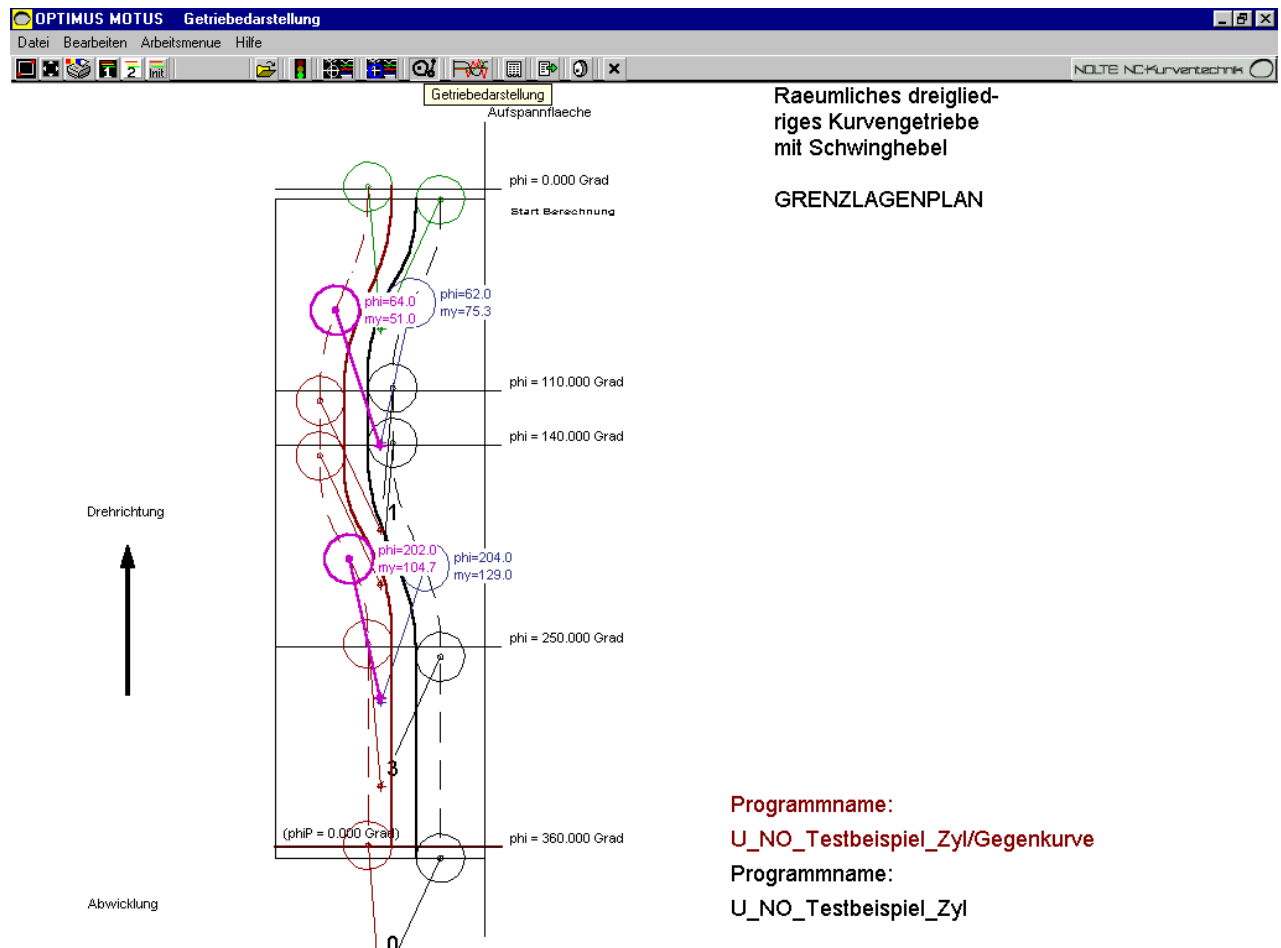 OPTIMUS MOTUS Getriebedarstellung
Datei Bearbeiten Arbeitsmenue Hilfe
1 2 Init
NOLTE NC-Kurventechnik
Getriebedarstellung
Aufspannflaeche
Raeumliches dreiglied-
riges Kurvengetriebe
mit Schwinghebel
GRENZLAGENPLAN
phi = 0.000 Grad
Start Berechnung
phi=64.0
my=51.0
phi=62.0
my=75.3
phi = 110.000 Grad
phi = 140.000 Grad
1
Drehrichtung
phi=202.0
my=104.7
phi=204.0
my=129.0
phi = 250.000 Grad
3
(phiP = 0.000 Grad)
phi = 360.000 Grad
Programmname:
U_NO_Testbeispiel_Zyl/Gegenkurve
Programmname:
U_NO_Testbeispiel_Zyl
Abwicklung
0